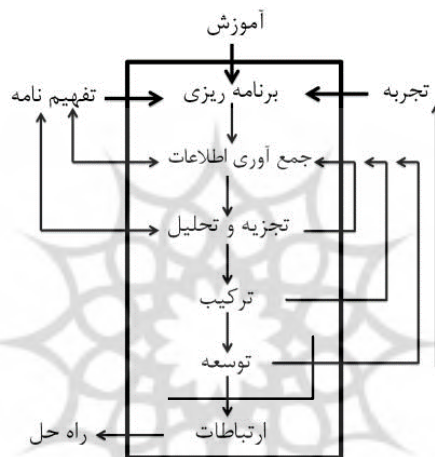 آموزش
تجربه
برنامه ریزی
تفهیم نامه
جمع آوری اطلاعات
تجزیه و تحلیل
ترکیب
توسعه
ارتباطات
راه حل